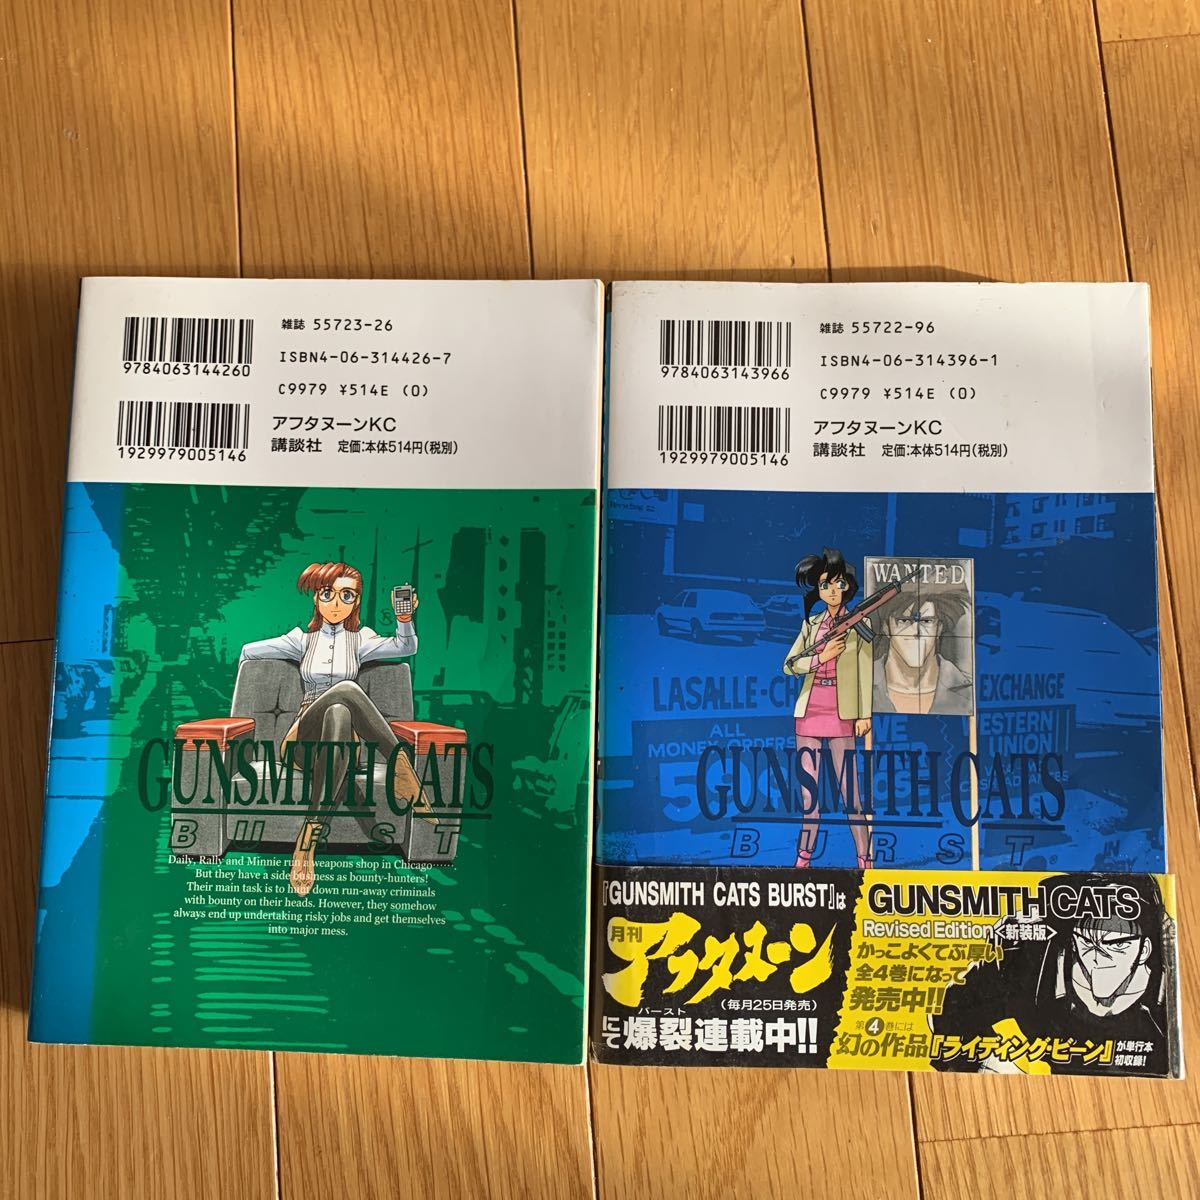 雑誌 55723-26
ISBN4-06-314426-7
9784063144260
C9979 ¥514E (0)
アフタヌーンKC
1929979005146
講談社 定価:本体514円(税別)
GUNSMITH CATS
BURST
Daily, Rally and Minnie run a weapons shop in Chicago……
But they have a side business as bounty-hunters!
Their main task is to hunt down run-away criminals
with bounty on their heads. However, they somehow
always end up undertaking risky jobs and get themselves
into major mess.
雑誌 55722-96
ISBN4-06-314396-1
9784063143966
C9979 ¥514E (0)
アフタヌーンKC
1929979005146
講談社 定価:本体514円(税別)
WANTED
LASALLE-CH
EXCHANGE
ALL
MONEY ORDERS
WESTERN
UNION
GUNSMITH CATS
BURST
『GUNSMITH CATS BURST』は
月刊
アフタヌーン
(毎月25日発売)
バースト
にて爆裂連載中!!
GUNSMITH CATS
Revised Edition<新装版>
かっこよくてぶ厚い
全4巻になって
発売中!!
第4巻には
幻の作品『ライディング・ビーン』が単行本
初収録!